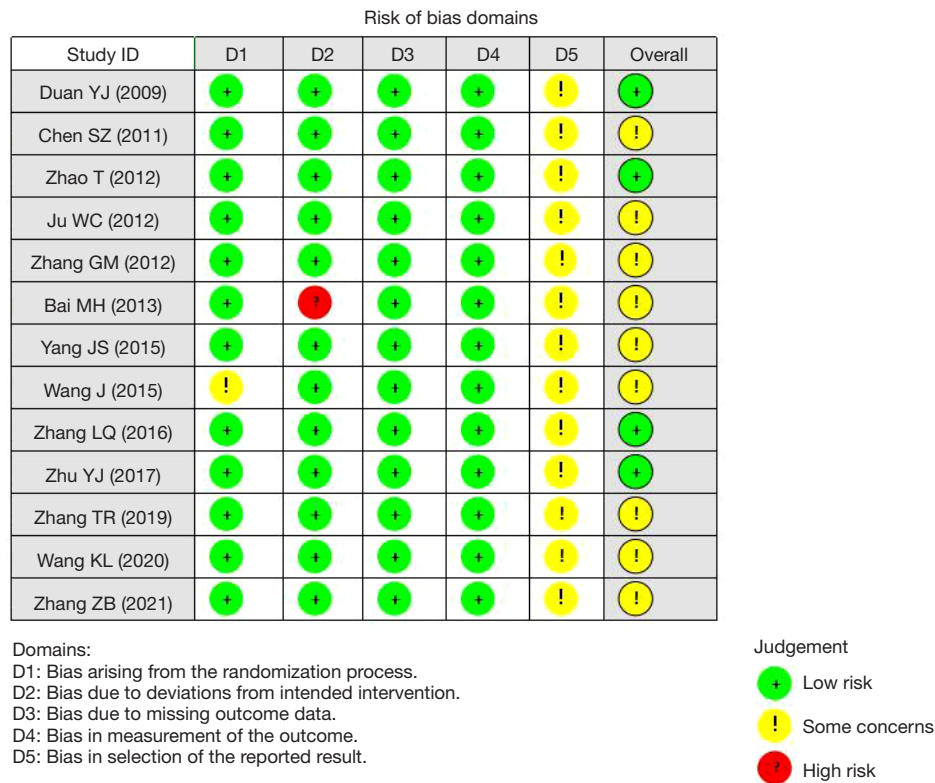 Risk of bias domains
Study ID D1 D2 D3 D4 D5 Overall
Duan YJ (2009) + + + + ! +
Chen SZ (2011) + + + + ! !
Zhao T (2012) + + + + ! +
Ju WC (2012) + + + + ! !
Zhang GM (2012) + + + + ! !
Bai MH (2013) + ? + + ! !
Yang JS (2015) + + + + ! !
Wang J (2015) ! + + + ! !
Zhang LQ (2016) + + + + ! +
Zhu YJ (2017) + + + + ! +
Zhang TR (2019) + + + + ! !
Wang KL (2020) + + + + ! !
Zhang ZB (2021) + + + + ! !
Domains:
D1: Bias arising from the randomization process.
D2: Bias due to deviations from intended intervention.
D3: Bias due to missing outcome data.
D4: Bias in measurement of the outcome.
D5: Bias in selection of the reported result.
Judgement
+ Low risk
! Some concerns
? High risk